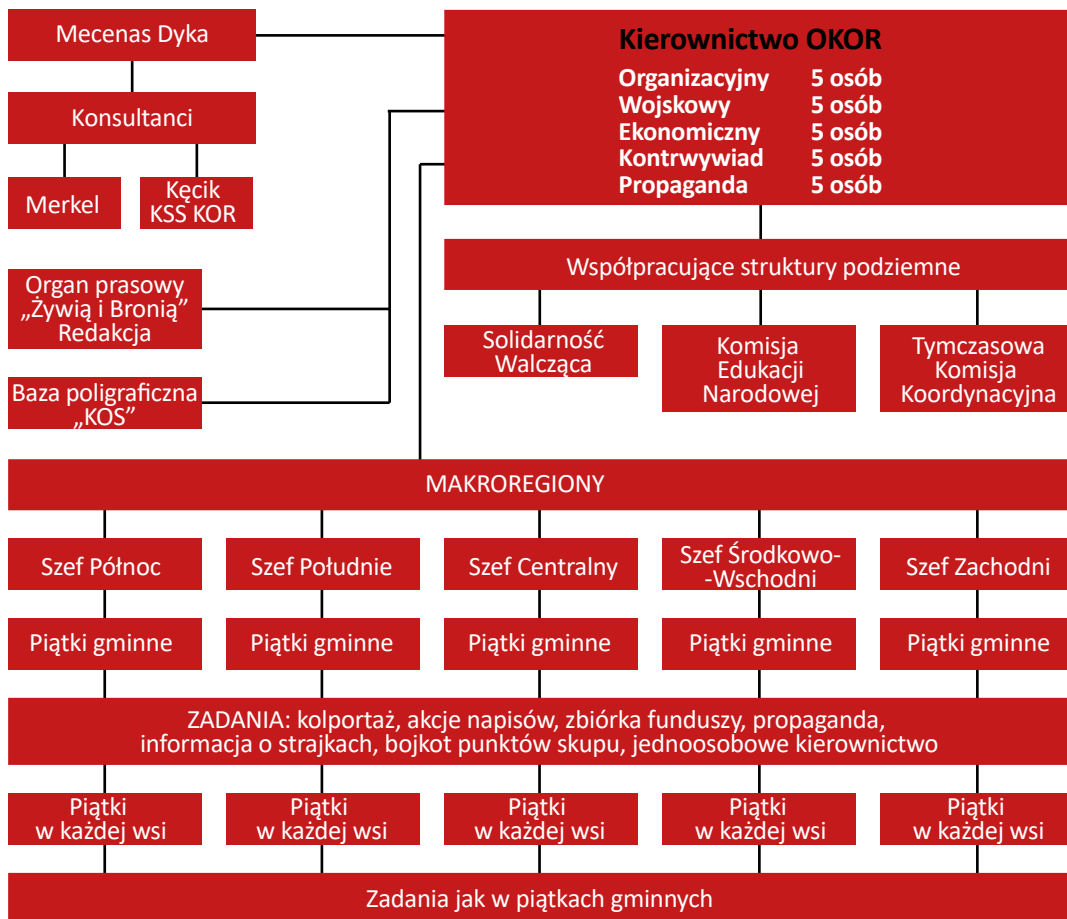 Mecenas Dyka
Konsultanci
Merkel
Kęcik
KSS KOR
Organ prasowy
„Żywią i Bronią”
Redakcja
Baza poligraficzna
„KOS”
Kierownictwo OKOR
Organizacyjny 5 osób
Wojskowy 5 osób
Ekonomiczny 5 osób
Kontrwywiad 5 osób
Propaganda 5 osób
Współpracujące struktury podziemne
Solidarność
Walcząca
Komisja
Edukacji
Narodowej
Tymczasowa
Komisja
Koordynacyjna
MAKROREGIONY
Szef Północ
Szef Południe
Szef Centralny
Szef Środkowo-
-Wschodni
Szef Zachodni
Piątki gminne
Piątki gminne
Piątki gminne
Piątki gminne
Piątki gminne
ZADANIA: kolportaż, akcje napisów, zbiórka funduszy, propaganda,
informacja o strajkach, bojkot punktów skupu, jednoosobowe kierownictwo
Piątki
w każdej wsi
Piątki
w każdej wsi
Piątki
w każdej wsi
Piątki
w każdej wsi
Piątki
w każdej wsi
Zadania jak w piątkach gminnych